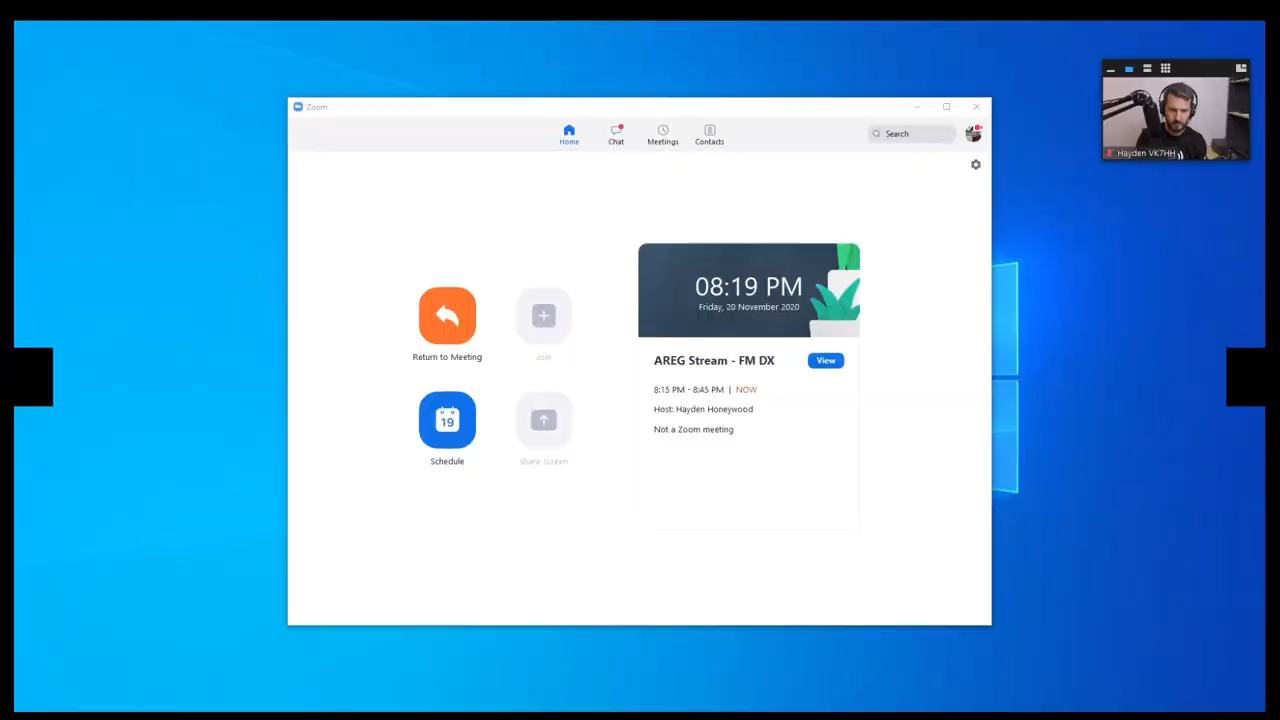 Zoom
Home
Chat
Meetings
Contacts
Search
Hayden VK7HH
08:19 PM
Friday, 20 November 2020
Return to Meeting
Join
AREG Stream - FM DX
View
8:15 PM - 8:45 PM | NOW
Host: Hayden Honeywood
Not a Zoom meeting
19
Schedule
Share Screen